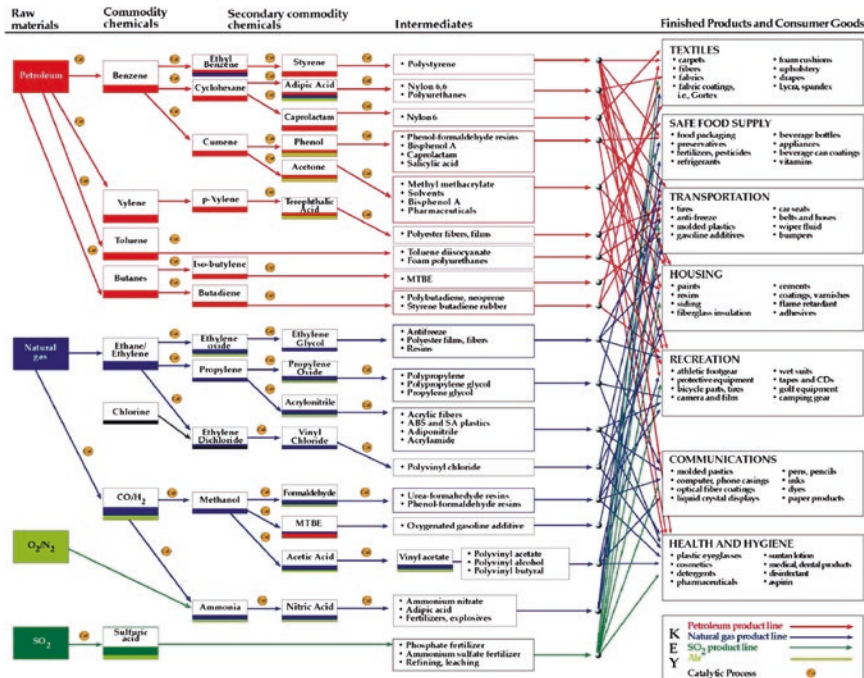 Raw materials
Commodity chemicals
Secondary commodity chemicals
Intermediates
Finished Products and Consumer Goods
Petroleum
Benzene
Ethyl Benzene
Styrene
• Polystyrene
Cyclohexane
Adipic Acid
• Nylon 6,6
• Polyurethanes
Caprolactam
• Nylon 6
Cumene
Phenol
• Phenol-formaldehyde resins
• Bisphenol A
• Caprolactam
• Salicylic acid
Acetone
• Methyl methacrylate
• Solvents
• Bisphenol A
• Pharmaceuticals
Xylene
p-Xylene
Terephthalic Acid
• Polyester fibers, films
Toluene
• Toluene diisocyanate
• Foam polyurethanes
Butanes
Iso-butylene
• MTBE
Butadiene
• Polybutadiene, neoprene
• Styrene butadiene rubber
Natural gas
Ethane/Ethylene
Ethylene oxide
Ethylene Glycol
• Antifreeze
• Polyester films, fibers
• Resins
Propylene
Propylene Oxide
• Polypropylene
• Polypropylene glycol
• Propylene glycol
Acrylonitrile
• Acrylic fibers
• ABS and SA plastics
• Adiponitrile
• Acrylamide
Chlorine
Ethylene Dichloride
Vinyl Chloride
• Polyvinyl chloride
CO/H2
Methanol
Formaldehyde
• Urea-formahedyde resins
• Phenol-formaldehyde resins
MTBE
• Oxygenated gasoline additive
Acetic Acid
Vinyl acetate
• Polyvinyl acetate
• Polyvinyl alcohol
• Polyvinyl butyral
O2/N2
Ammonia
Nitric Acid
• Ammonium nitrate
• Adipic acid
• Fertilizers, explosives
SO2
Sulfuric acid
• Phosphate fertilizer
• Ammonium sulfate fertilizer
• Refining, leaching
TEXTILES
• carpets
• fibers
• fabrics
• fabric coatings, i.e., Gortex
• foam cushions
• upholstery
• drapes
• Lycra, spandex
SAFE FOOD SUPPLY
• food packaging
• preservatives
• fertilizers, pesticides
• refrigerants
• beverage bottles
• appliances
• beverage can coatings
• vitamins
TRANSPORTATION
• tires
• anti-freeze
• molded plastics
• gasoline additives
• car seats
• belts and hoses
• wiper fluid
• bumpers
HOUSING
• paints
• resins
• siding
• fiberglass insulation
• cements
• coatings, varnishes
• flame retardant
• adhesives
RECREATION
• athletic footgear
• protective equipment
• bicycle parts, tires
• camera and film
• wet suits
• tapes and CDs
• golf equipment
• camping gear
COMMUNICATIONS
• molded pastics
• computer, phone casings
• optical fiber coatings
• liquid crystal displays
• pens, pencils
• inks
• dyes
• paper products
HEALTH AND HYGIENE
• plastic eyeglasses
• cosmetics
• detergents
• pharmaceuticals
• suntan lotion
• medical, dental products
• disinfectant
• aspirin
KEY
Petroleum product line
Natural gas product line
SO2 product line
Air
Catalytic Process
Cat